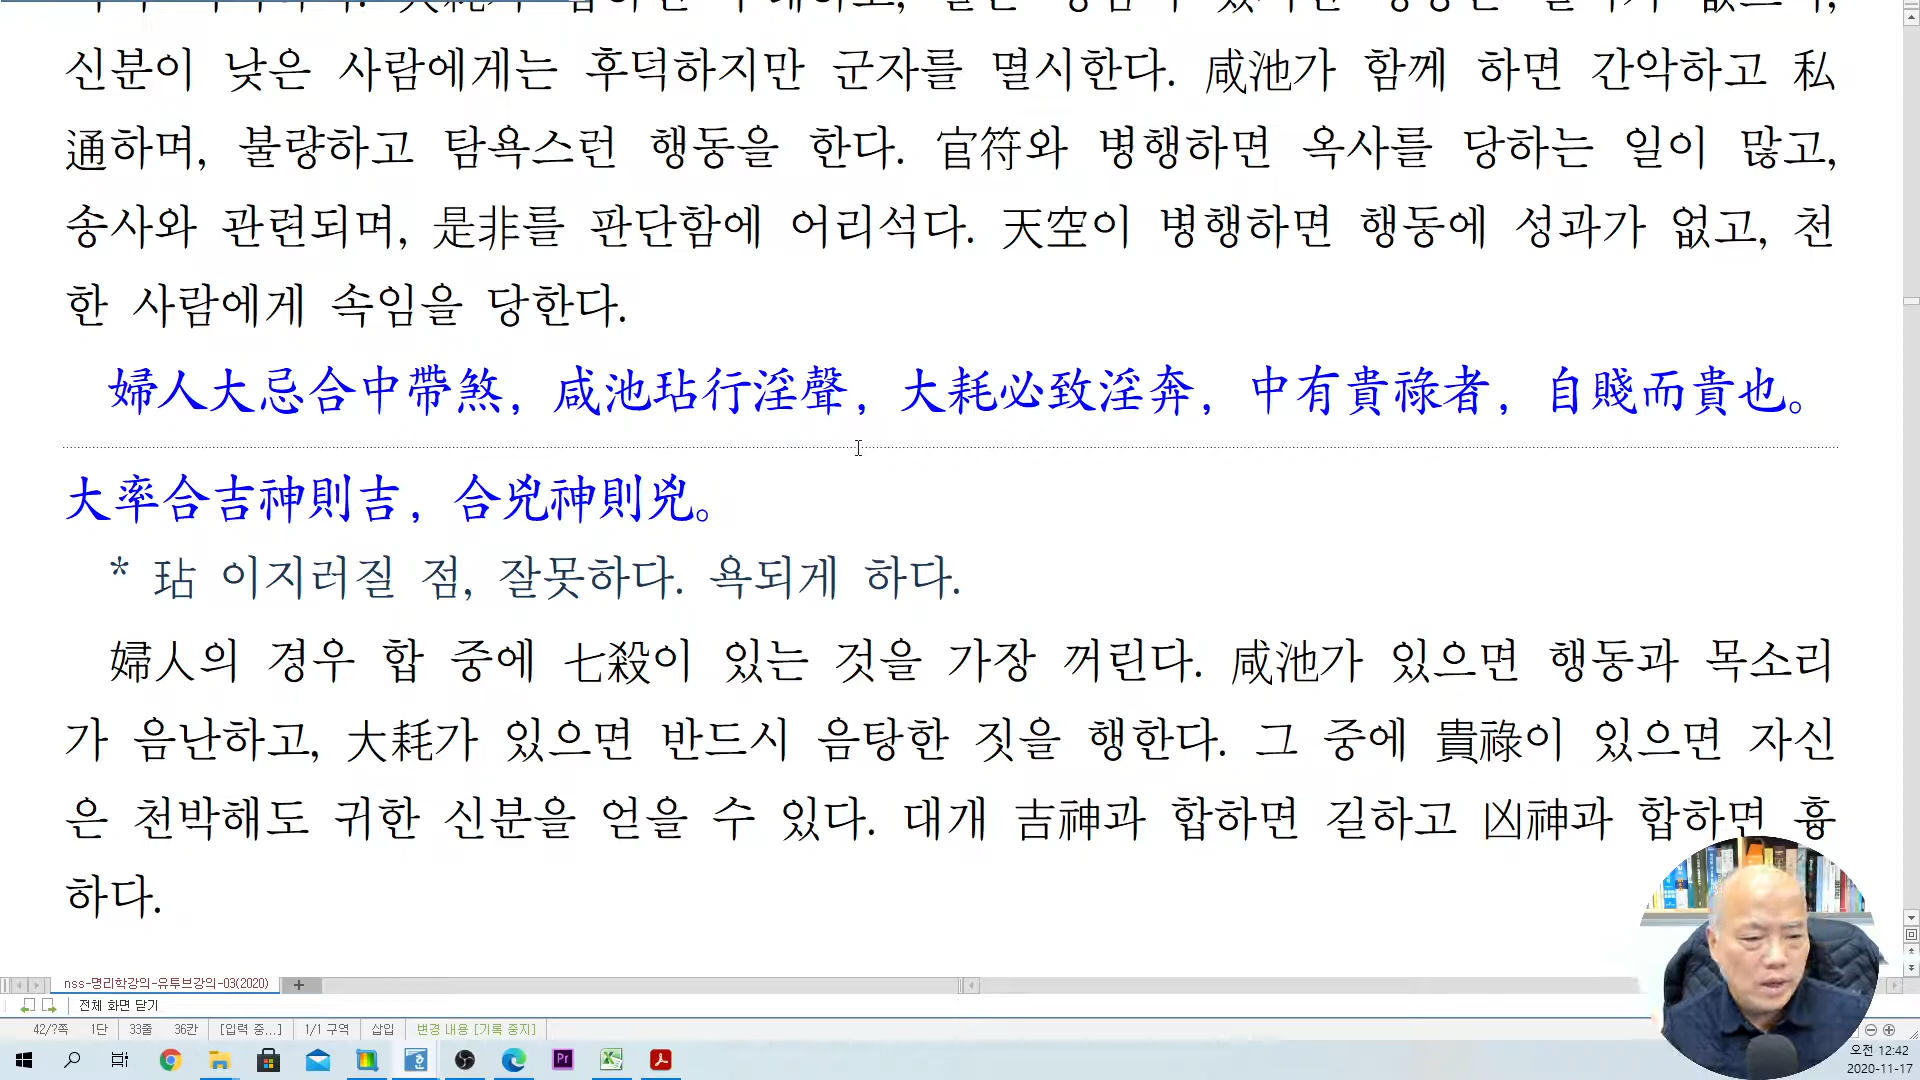 신분이 낮은 사람에게는 후덕하지만 군자를 멸시한다. 咸池가 함께 하면 간악하고 私
通하며, 불량하고 탐욕스런 행동을 한다. 官符와 병행하면 옥사를 당하는 일이 많고,
송사와 관련되며, 是非를 판단함에 어리석다. 天空이 병행하면 행동에 성과가 없고, 천
한 사람에게 속임을 당한다.
婦人大忌合中帶煞, 咸池玷行淫聲, 大耗必致淫奔, 中有貴祿者, 自賤而貴也。
大率合吉神則吉, 合兇神則兇。
* 玷 이지러질 점, 잘못하다. 욕되게 하다.
婦人의 경우 합 중에 七殺이 있는 것을 가장 꺼린다. 咸池가 있으면 행동과 목소리
가 음난하고, 大耗가 있으면 반드시 음탕한 짓을 행한다. 그 중에 貴祿이 있으면 자신
은 천박해도 귀한 신분을 얻을 수 있다. 대개 吉神과 합하면 길하고 凶神과 합하면 흉
하다.
nss-명리학강의-유투브강의-03(2020)
전체 화면 닫기
42/?쪽 1단 33줄 36칸 [입력 중...] 1/1 구역 삽입 변경 내용 [기록 중지]
오전 12:42
2020-11-17